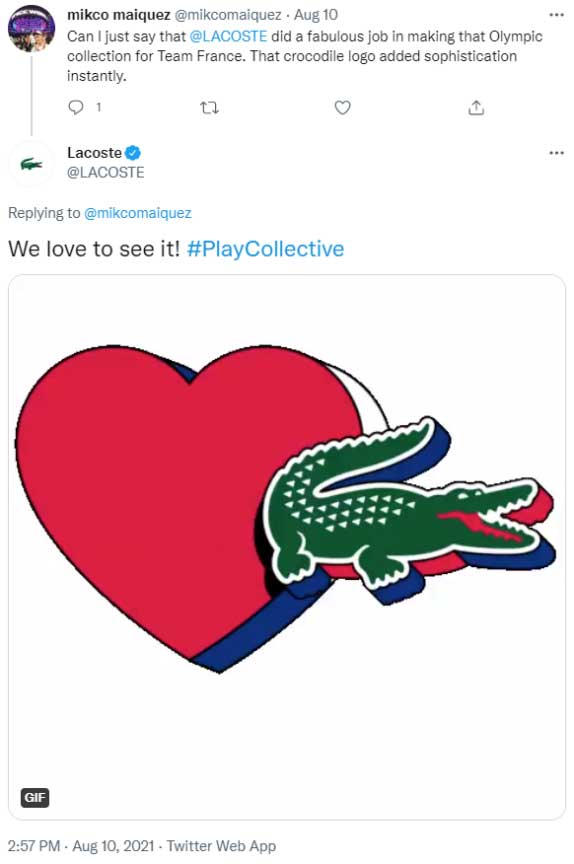 mikco maiquez @mikcomaiquez · Aug 10
Can I just say that @LACOSTE did a fabulous job in making that Olympic
collection for Team France. That crocodile logo added sophistication
instantly.
1
Lacoste
@LACOSTE
Replying to @mikcomaiquez
We love to see it! #PlayCollective
GIF
2:57 PM · Aug 10, 2021 · Twitter Web App